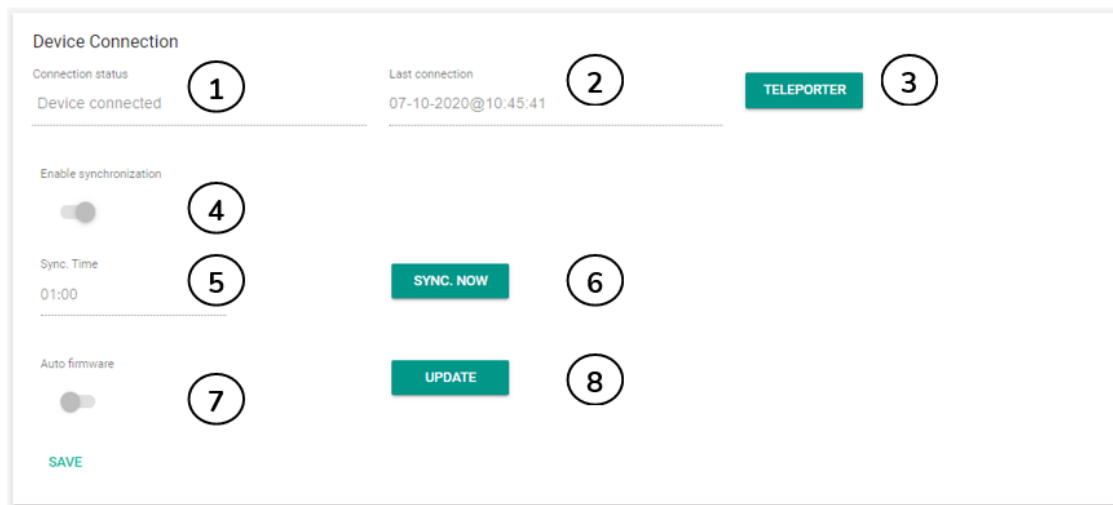 Device Connection
Connection status
1
Last connection
2
TELEPORTER
3
Device connected
07-10-2020@10:45:41
Enable synchronization
4
Sync. Time
5
SYNC. NOW
6
01:00
Auto firmware
7
UPDATE
8
SAVE